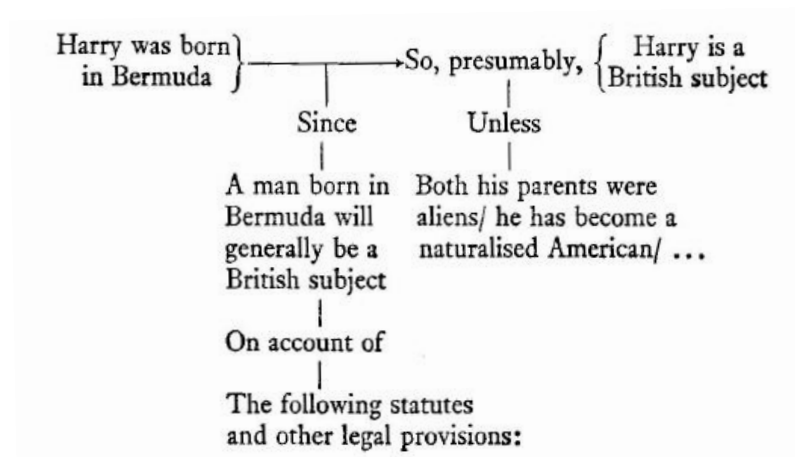 Harry was born
in Bermuda
So, presumably,
Harry is a
British subject
Since
Unless
A man born in
Bermuda will
generally be a
British subject
Both his parents were
aliens/ he has become a
naturalised American/ ...
On account of
The following statutes
and other legal provisions: